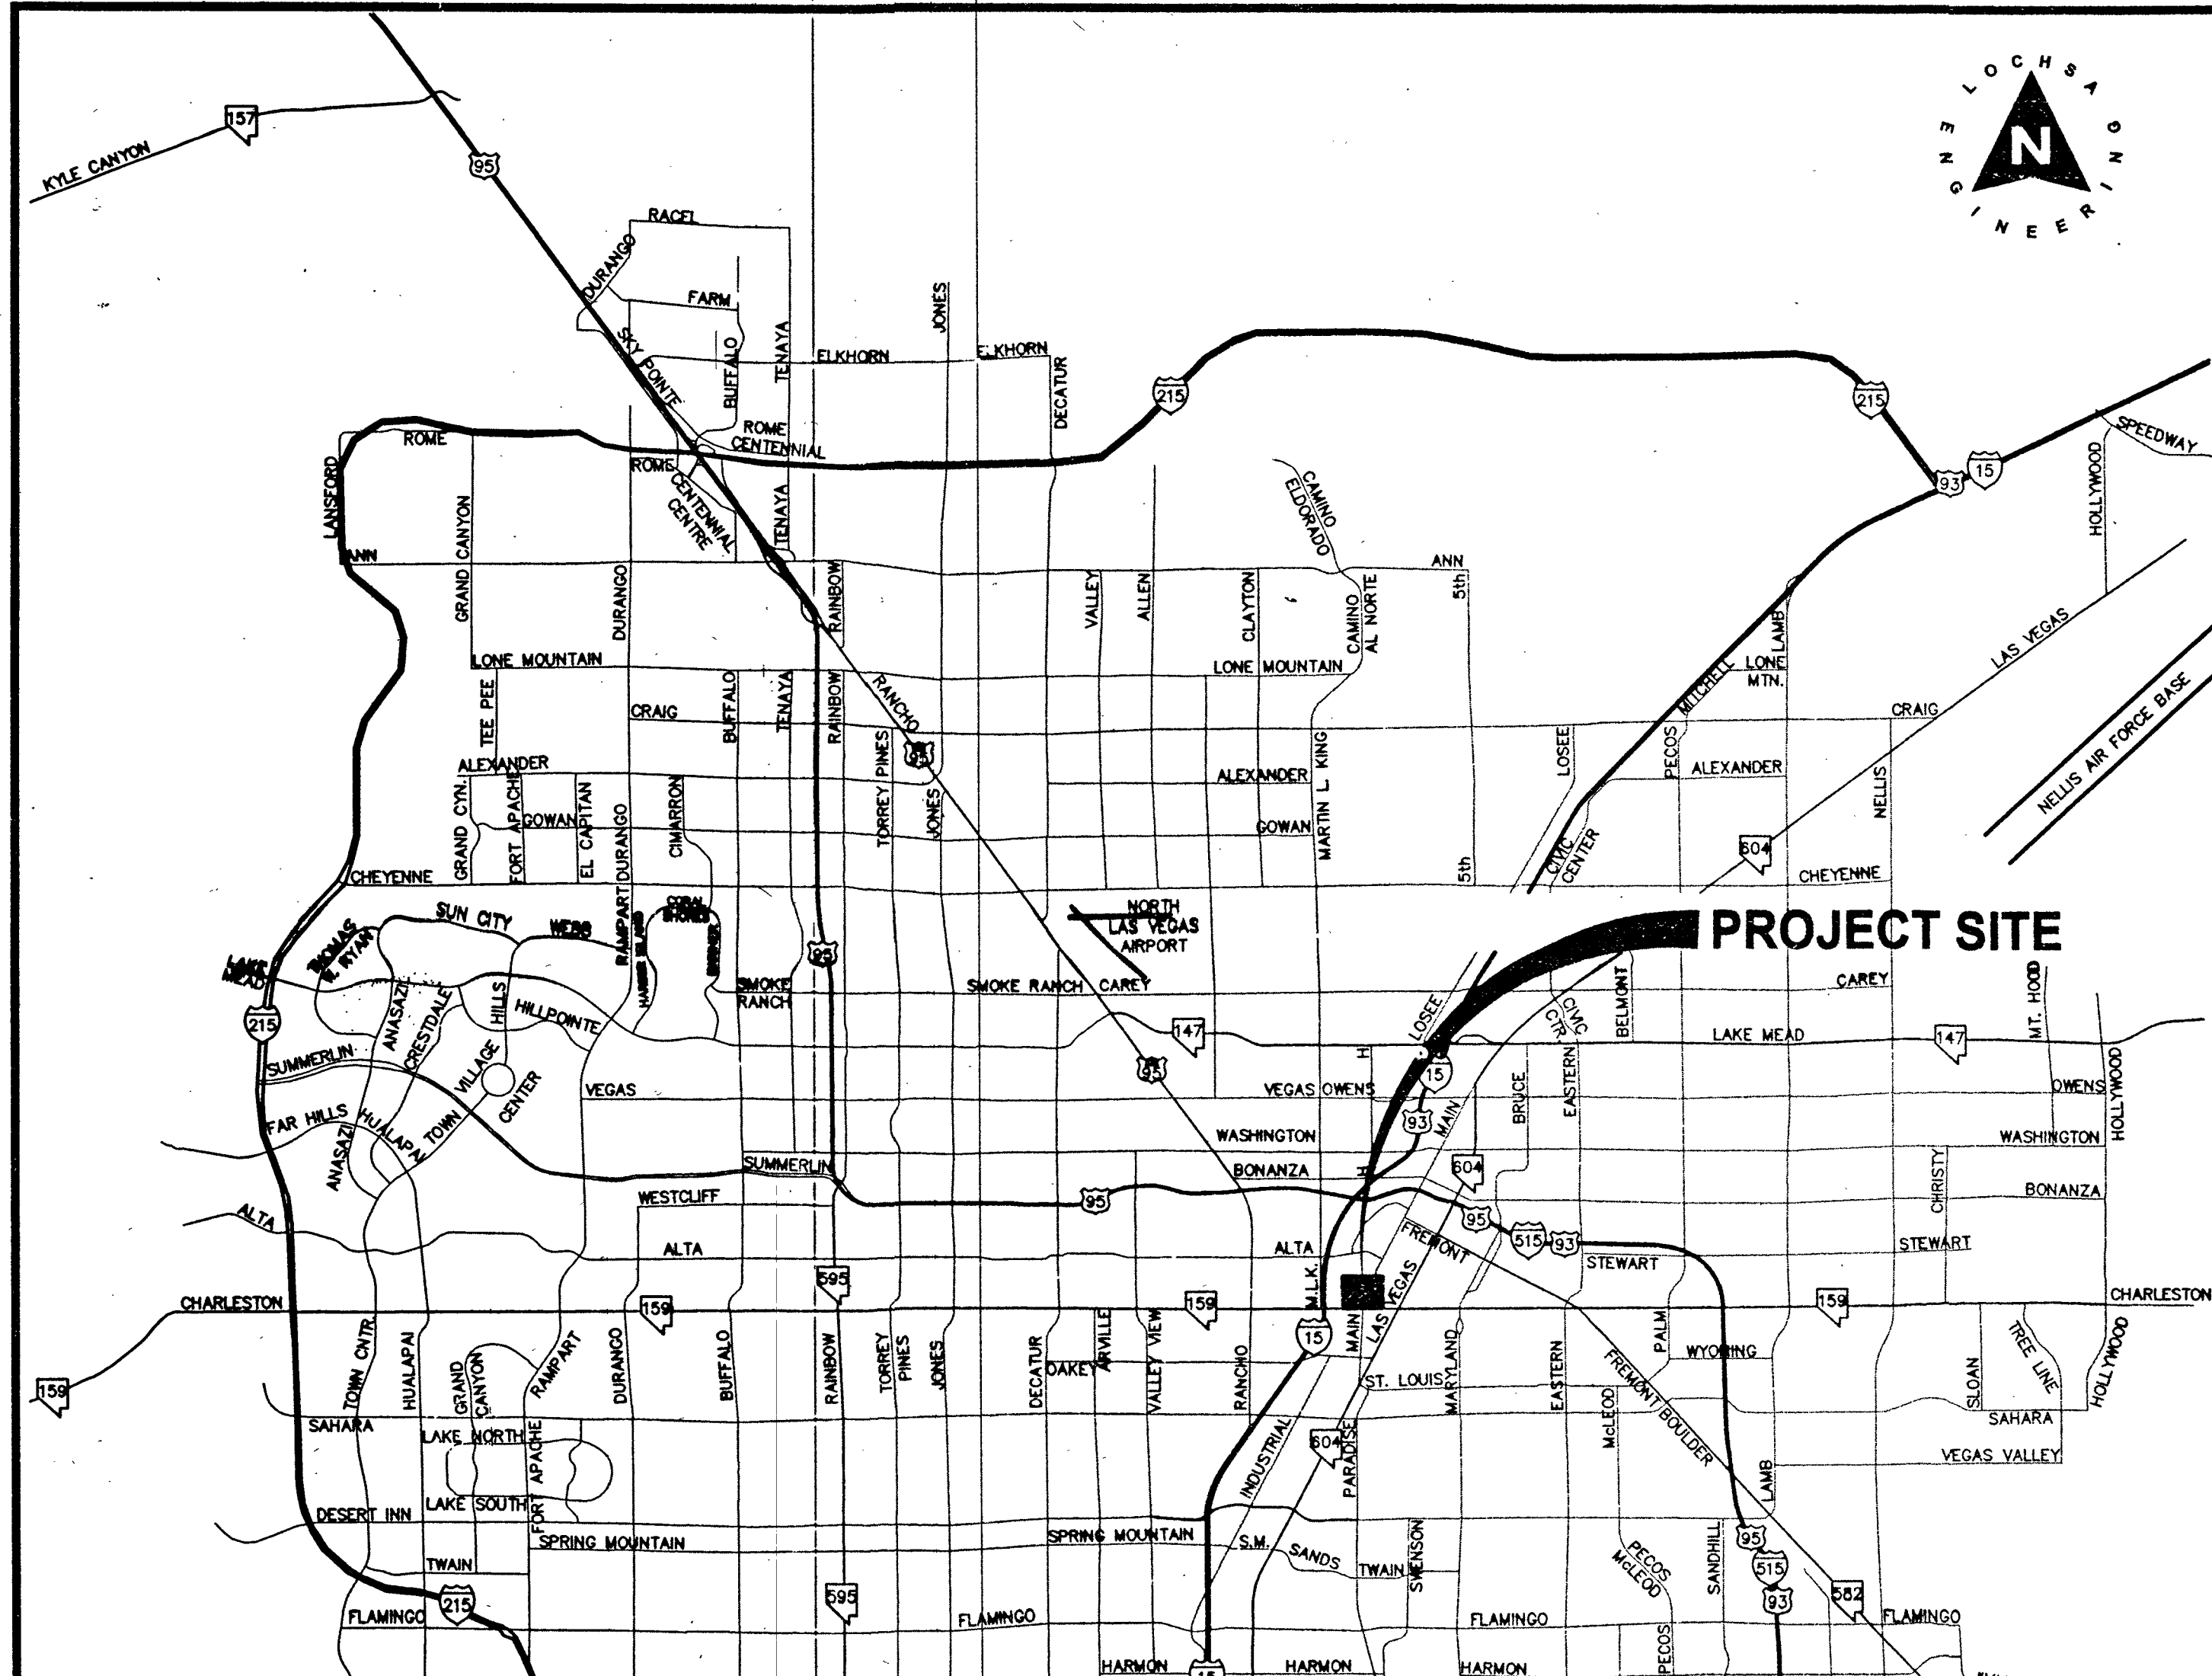 LOCHSA ENGINEERING
N
157
KYLE CANYON
95
RACEL
DURANGO
FARM
JONES
SKY POINTE
BUFFALO
TENAYA
ELKHORN
ELKHORN
DECATUR
215
215
ROME
ROME
CENTENNIAL
ROME
LANSFORD
GRAND CANYON
CENTENNIAL
CENTRE
TENAYA
CAMINO
ELDORADO
93
15
HOLLYWOOD
SPEEDWAY
ANN
ANN
GRAND CANYON
DURANGO
RAINBOW
VALLEY
ALLEN
CLAYTON
CAMINO
AL NORTE
5th
LAMB
LAS VEGAS
LONE MOUNTAIN
LONE MOUNTAIN
MITCHELL
LONE
MTN.
TEE PEE
CRAIG
BUFFALO
TENAYA
RAINBOW
RANCHO
95
CRAIG
NELLIS AIR FORCE BASE
TORREY PINES
MARTIN L. KING
LOSEE
PECOS
ALEXANDER
ALEXANDER
ALEXANDER
NELLIS
GRAND CYN.
FORT APACHE
GOWAN
EL CAPITAN
DURANGO
CIMARRON
JONES
GOWAN
CIVIC
CENTER
604
CHEYENNE
RAMPART
5th
CHEYENNE
SUN CITY
WEBB
CORAL
SHORES
THOMAS
W. RYAN
RAMPART
HARBOR ISLAND
95
NORTH
LAS VEGAS
AIRPORT
PROJECT SITE
LAKE
MEAD
ANASAZI
CRESTDALE
HILLS
HILLPOINTE
SMOKE
RANCH
SMOKE RANCH
CAREY
LOSEE
CIVIC
CTR.
BELMONT
CAREY
MT. HOOD
215
147
LAKE MEAD
147
SUMMERLIN
VILLAGE
CENTER
95
H
15
EASTERN
BRUCE
HOLLYWOOD
VEGAS
VEGAS
OWENS
OWENS
FAR HILLS
HUALAPAI
TOWN
ANASAZI
93
MAIN
WASHINGTON
WASHINGTON
SUMMERLIN
BONANZA
H
604
CHRISTY
WESTCLIFF
95
BONANZA
ALTA
95
515
93
ALTA
ALTA
FREMONT
STEWART
STEWART
595
M.L.K.
LAS VEGAS
CHARLESTON
159
159
159
CHARLESTON
15
TOWN CNTR.
HUALAPAI
GRAND
CANYON
RAMPART
DURANGO
BUFFALO
RAINBOW
TORREY
PINES
JONES
DECATUR
OAKEY
ARVILLE
VALLEY VIEW
RANCHO
MAIN
MARYLAND
EASTERN
PALM
WYOMING
SLOAN
TREE LINE
HOLLYWOOD
159
ST. LOUIS
FREMONT
BOULDER
McLEOD
SAHARA
SAHARA
LAKE NORTH
FORT APACHE
INDUSTRIAL
604
PARADISE
LAMB
VEGAS VALLEY
LAKE SOUTH
DESERT INN
SPRING MOUNTAIN
SPRING MOUNTAIN
S.M.
SANDS
TWAIN
SWENSON
PECOS
McLEOD
SANDHILL
95
515
93
TWAIN
215
595
582
FLAMINGO
FLAMINGO
FLAMINGO
FLAMINGO
PECOS
HARMON
15
HARMON
HARMON